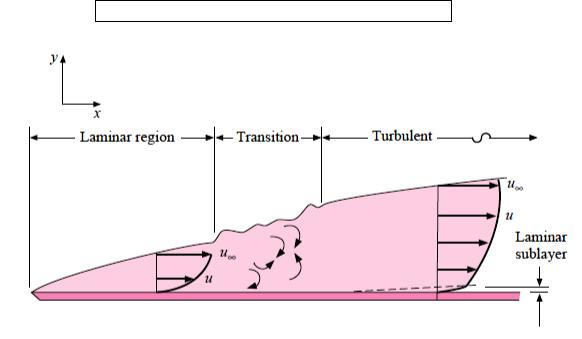 y
x
Laminar region
Transition
Turbulent
u∞
u
Laminar
sublayer
u∞
u